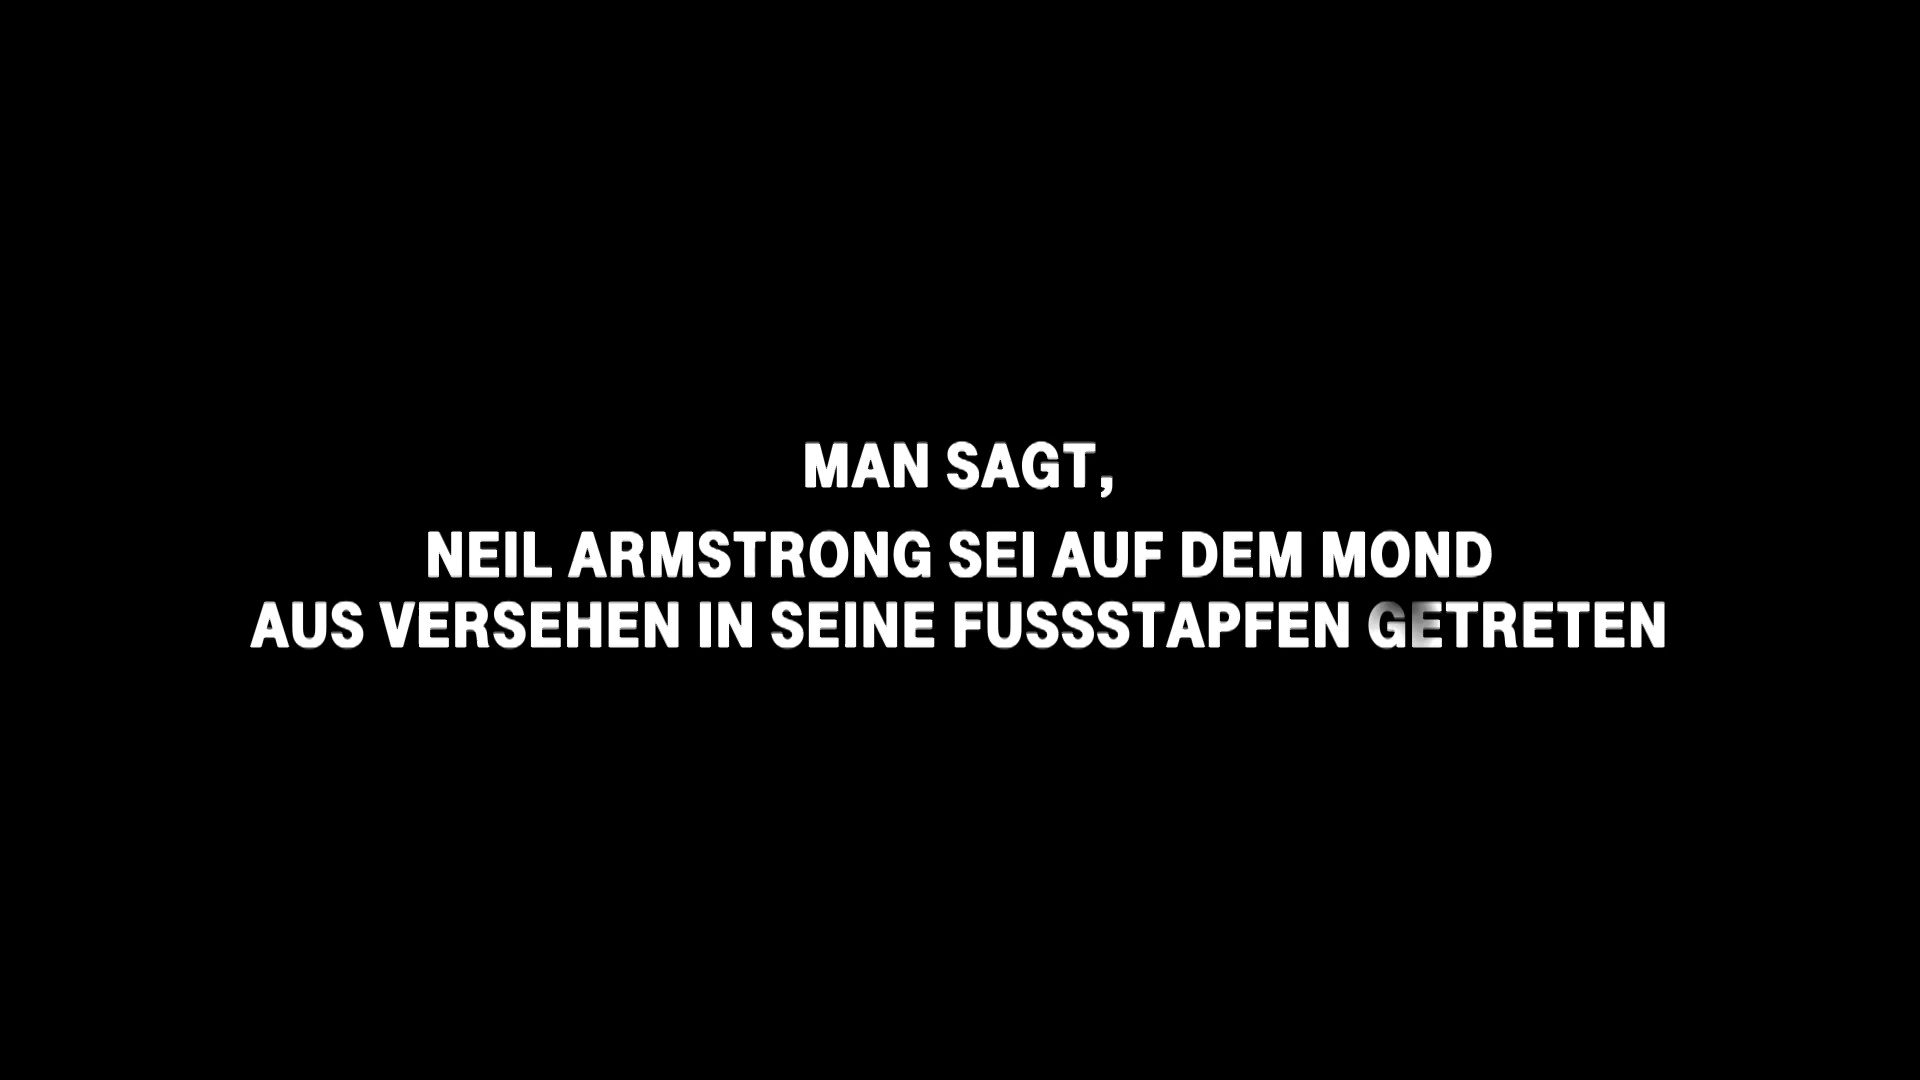 MAN SAGT,
NEIL ARMSTRONG SEI AUF DEM MOND
AUS VERSEHEN IN SEINE FUSSSTAPFEN GETRETEN